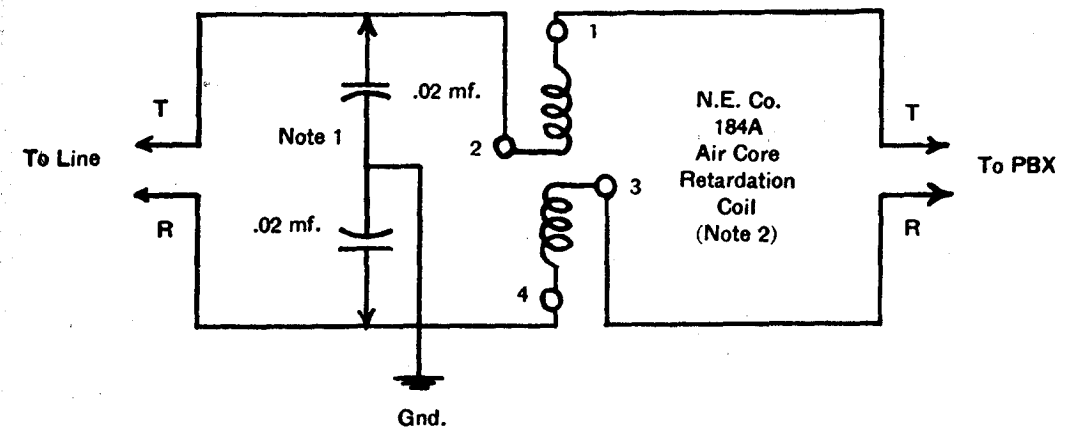 1
.02 mf.
N.E. Co.
184A
Air Core
Retardation
Coil
(Note 2)
T
T
Note 1
2
To Line
To PBX
3
R
R
.02 mf.
4
Gnd.